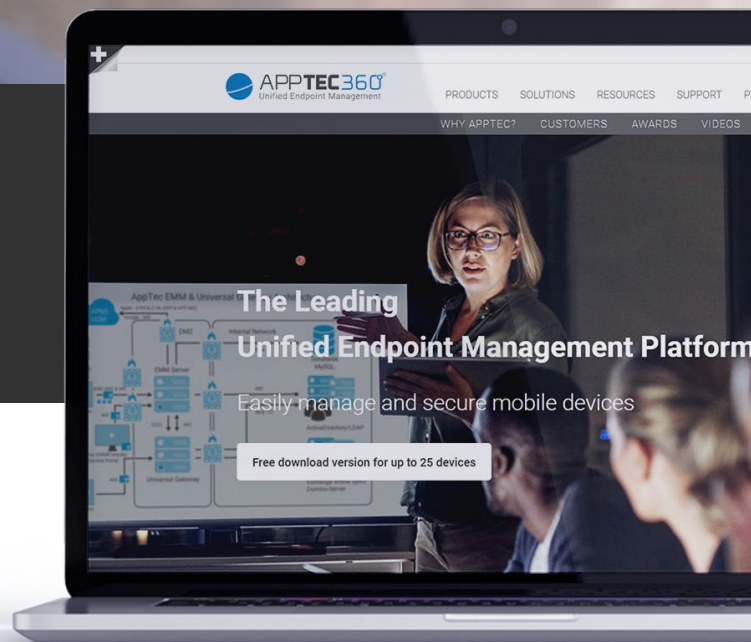 APPTEC360
Unified Endpoint Management
PRODUCTS SOLUTIONS RESOURCES SUPPORT
WHY APPTEC? CUSTOMERS AWARDS VIDEOS
AppTec EMM & Universal
The Leading
Unified Endpoint Management Platform
DMZ
Internal Network
MySQL
EMM Server
Easily manage and secure mobile devices
ActiveDirectory/LDAP
Free download version for up to 25 devices
Universal Gateway